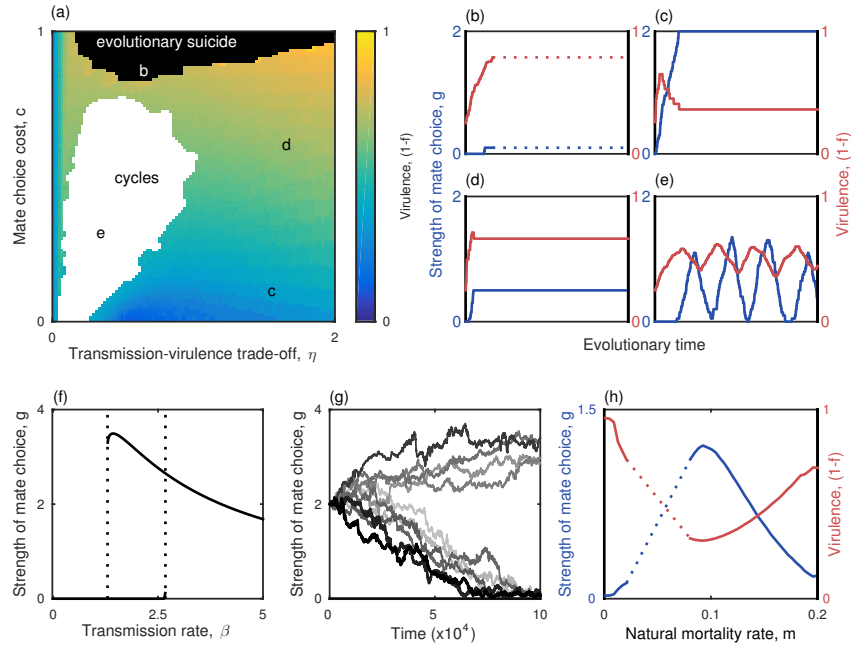 (a)
evolutionary suicide
b
d
cycles
e
c
1
0
0
2
Mate choice cost, c
Transmission-virulence trade-off, η
1
0
Virulence, (1-f)
(b)
(c)
2
0
1 2
0 0
1
0
(d)
(e)
2
0
1 2
0 0
1
0
Strength of mate choice, g
Virulence, (1-f)
Evolutionary time
(f)
4
2
0
0
2.5
5
Strength of mate choice, g
Transmission rate, β
(g)
4
2
0
0
5
10
Strength of mate choice, g
Time (x10⁴)
(h)
1.5
0
1
0
0
0.1
0.2
Strength of mate choice, g
Virulence, (1-f)
Natural mortality rate, m